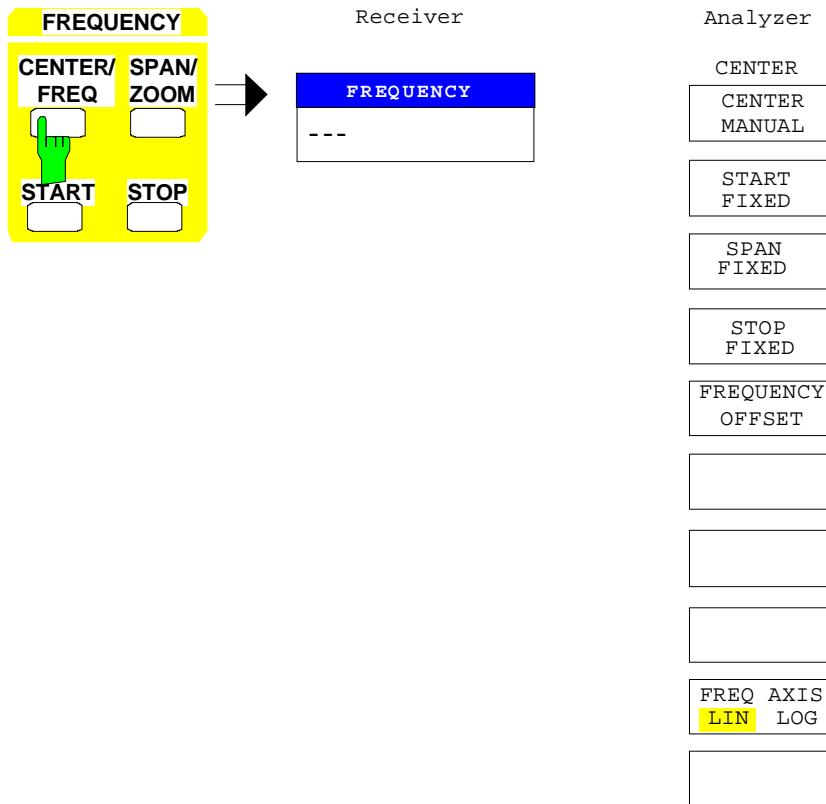 FREQUENCY
CENTER/ SPAN/
FREQ ZOOM
START STOP
Receiver
FREQUENCY
---
Analyzer
CENTER
CENTER
MANUAL
START
FIXED
SPAN
FIXED
STOP
FIXED
FREQUENCY
OFFSET
FREQ AXIS
LIN LOG